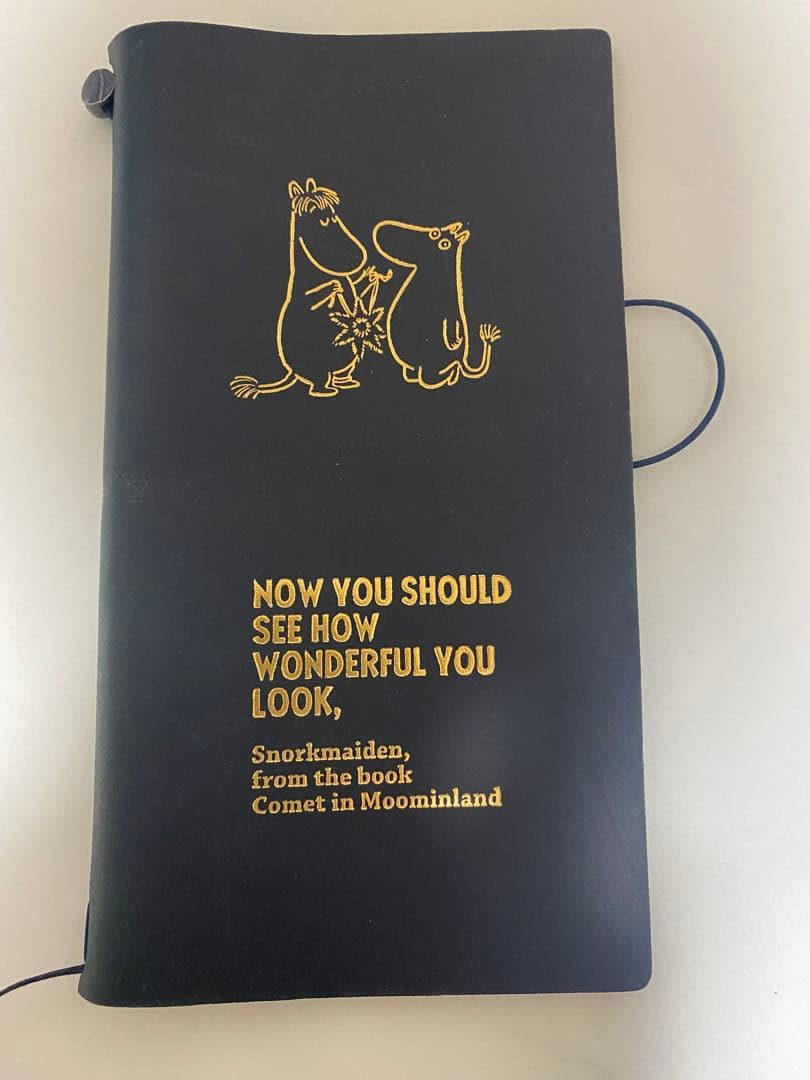 NOW YOU SHOULD
SEE HOW
WONDERFUL YOU
LOOK,
Snorkmaiden,
from the book
Comet in Moominland